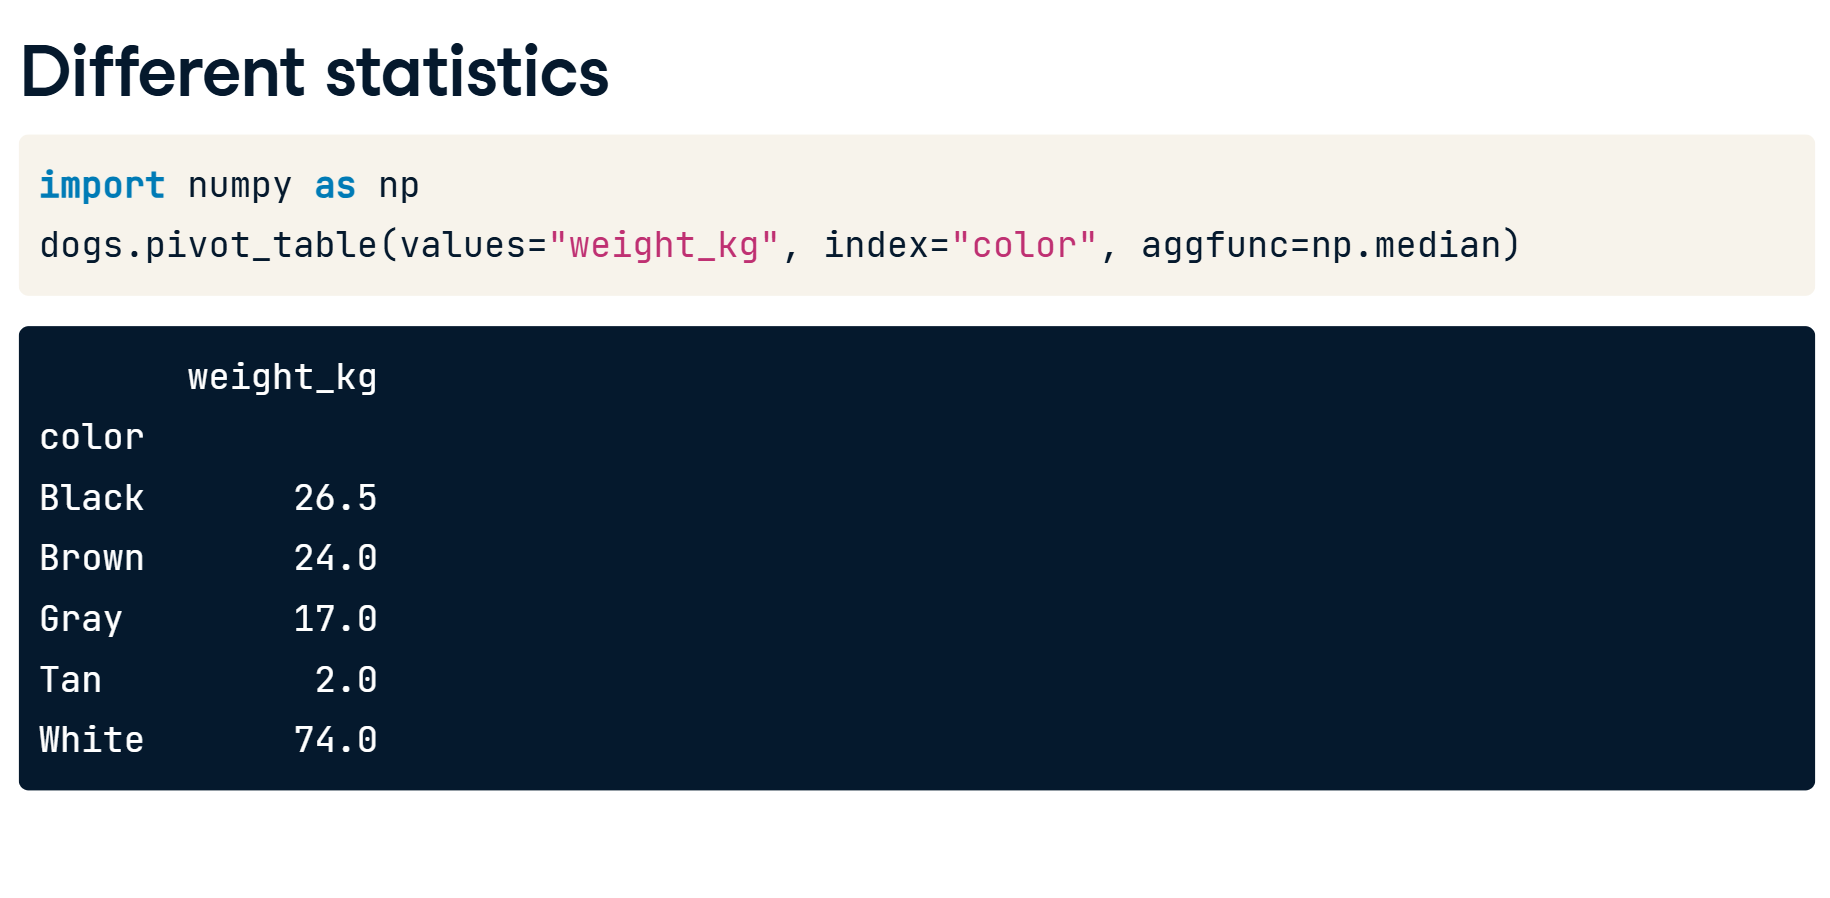 Different statistics
import numpy as np
dogs.pivot_table(values="weight_kg", index="color", aggfunc=np.median)
       weight_kg
color
Black       26.5
Brown       24.0
Gray        17.0
Tan          2.0
White       74.0